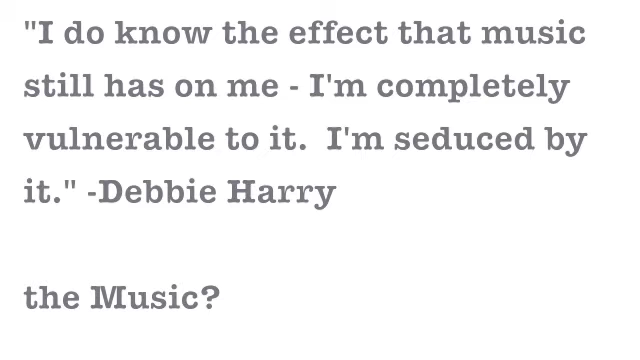 "I do know the effect that music
still has on me - I'm completely
vulnerable to it.  I'm seduced by
it." -Debbie Harry
the Music?